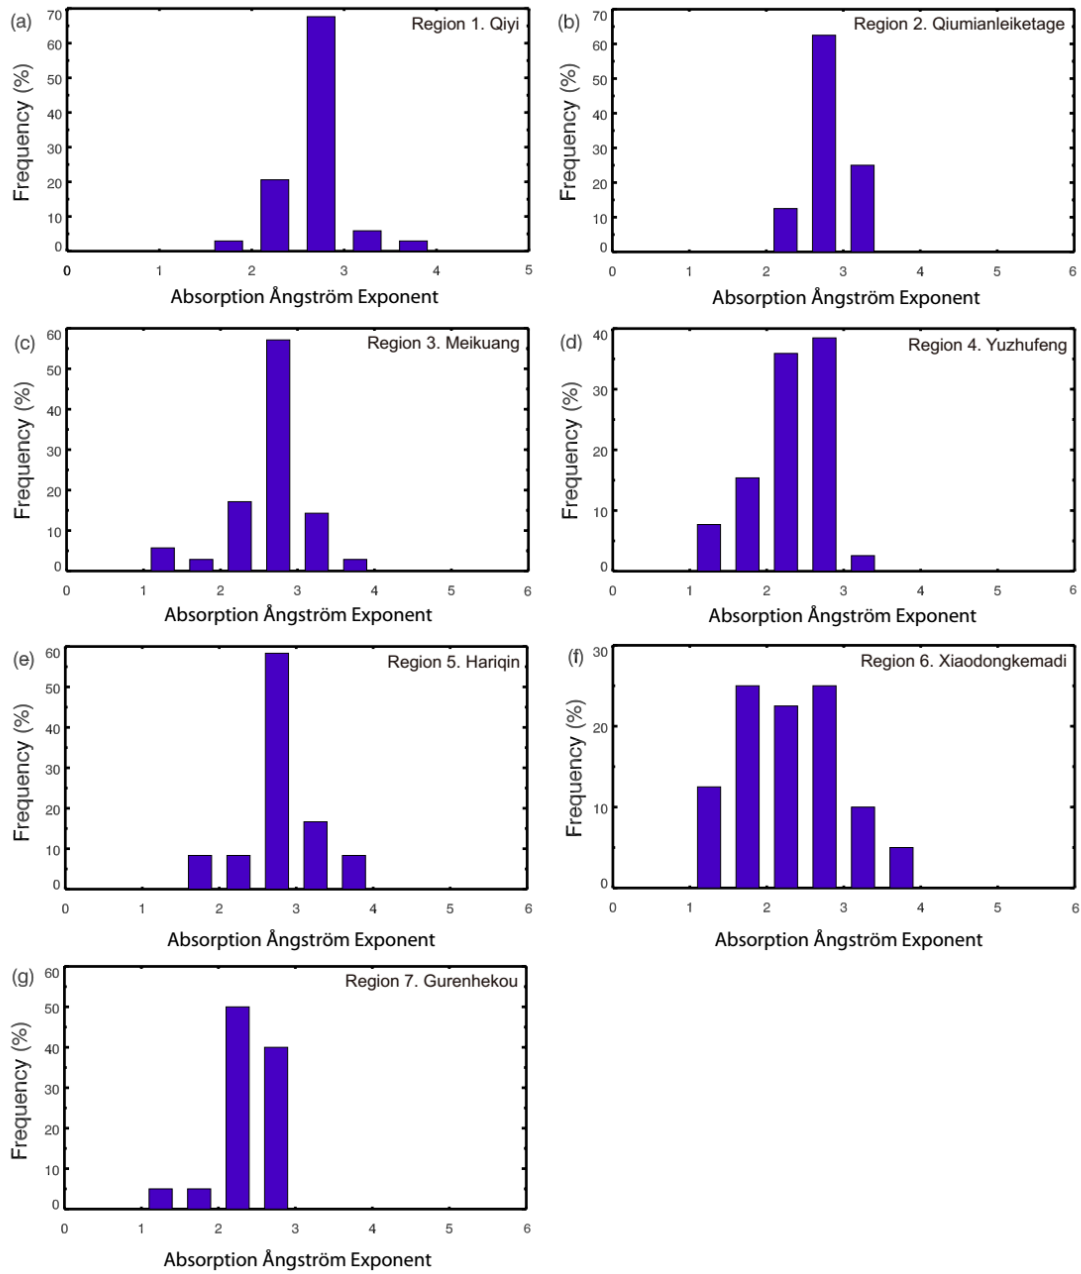 (a)
Region 1. Qiyi
70
60
50
40
30
20
10
0
Frequency (%)
0 1 2 3 4 5
Absorption Ångström Exponent
(b)
Region 2. Qiumianleiketage
70
60
50
40
30
20
10
0
Frequency (%)
0 1 2 3 4 5 6
Absorption Ångström Exponent
(c)
Region 3. Meikuang
60
50
40
30
20
10
0
Frequency (%)
0 1 2 3 4 5 6
Absorption Ångström Exponent
(d)
Region 4. Yuzhufeng
40
30
20
10
0
Frequency (%)
0 1 2 3 4 5 6
Absorption Ångström Exponent
(e)
Region 5. Hariqin
60
50
40
30
20
10
0
Frequency (%)
0 1 2 3 4 5 6
Absorption Ångström Exponent
(f)
Region 6. Xiaodongkemadi
30
20
10
0
Frequency (%)
0 1 2 3 4 5 6
Absorption Ångström Exponent
(g)
Region 7. Gurenhekou
60
50
40
30
20
10
0
Frequency (%)
0 1 2 3 4 5 6
Absorption Ångström Exponent